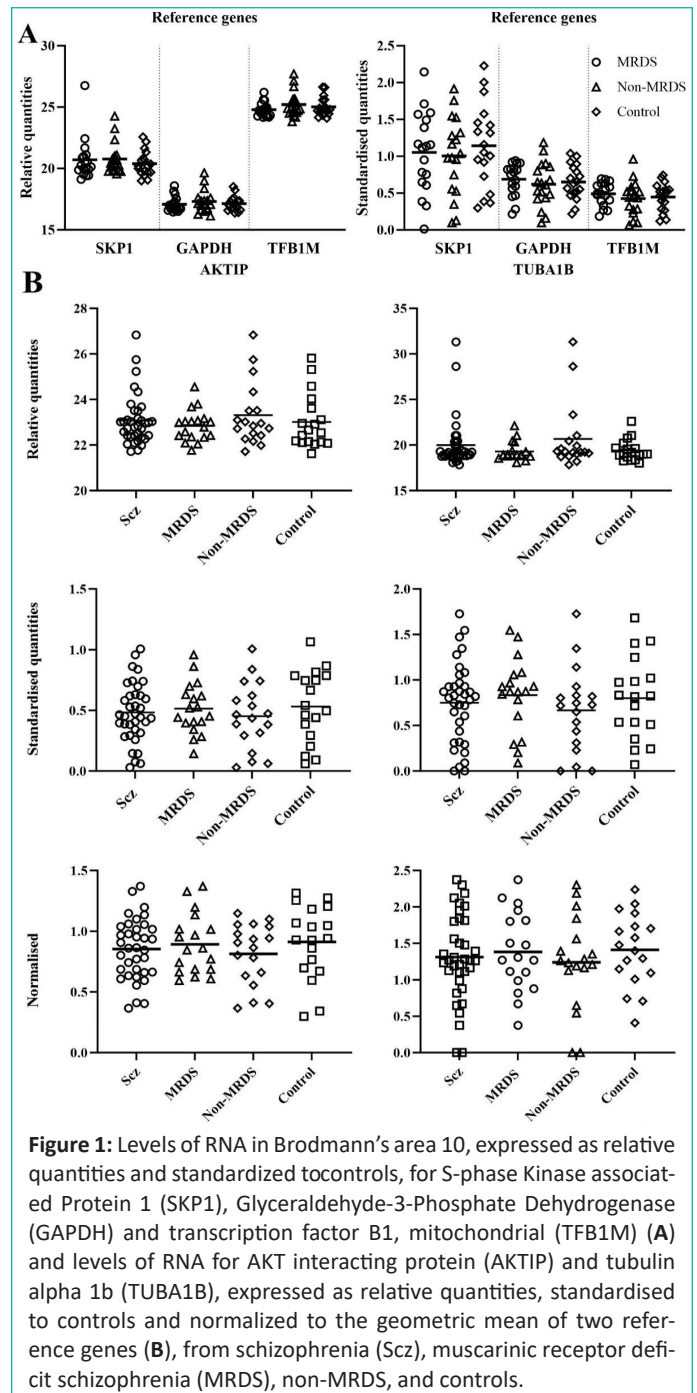 Reference genes
Reference genes
A
Relative quantities
30
25
20
15
SKP1
GAPDH
TFB1M
Standardised quantities
2.5
2.0
1.5
1.0
0.5
0.0
MRDS
Non-MRDS
Control
SKP1
GAPDH
TFB1M
B
AKTIP
TUBA1B
Relative quantities
28
26
24
22
20
Scz
MRDS
Non-MRDS
Control
35
30
25
20
15
Scz
MRDS
Non-MRDS
Control
Standardised quantities
1.5
1.0
0.5
0.0
Scz
MRDS
Non-MRDS
Control
2.0
1.5
1.0
0.5
0.0
Scz
MRDS
Non-MRDS
Control
Normalised
1.5
1.0
0.5
0.0
Scz
MRDS
Non-MRDS
Control
2.5
2.0
1.5
1.0
0.5
0.0
Scz
MRDS
Non-MRDS
Control
Figure 1: Levels of RNA in Brodmann’s area 10, expressed as relative
quantities and standardized tocontrols, for S-phase Kinase associat-
ed Protein 1 (SKP1), Glyceraldehyde-3-Phosphate Dehydrogenase
(GAPDH) and transcription factor B1, mitochondrial (TFB1M) (A)
and levels of RNA for AKT interacting protein (AKTIP) and tubulin
alpha 1b (TUBA1B), expressed as relative quantities, standardised
to controls and normalized to the geometric mean of two refer-
ence genes (B), from schizophrenia (Scz), muscarinic receptor defi-
cit schizophrenia (MRDS), non-MRDS, and controls.